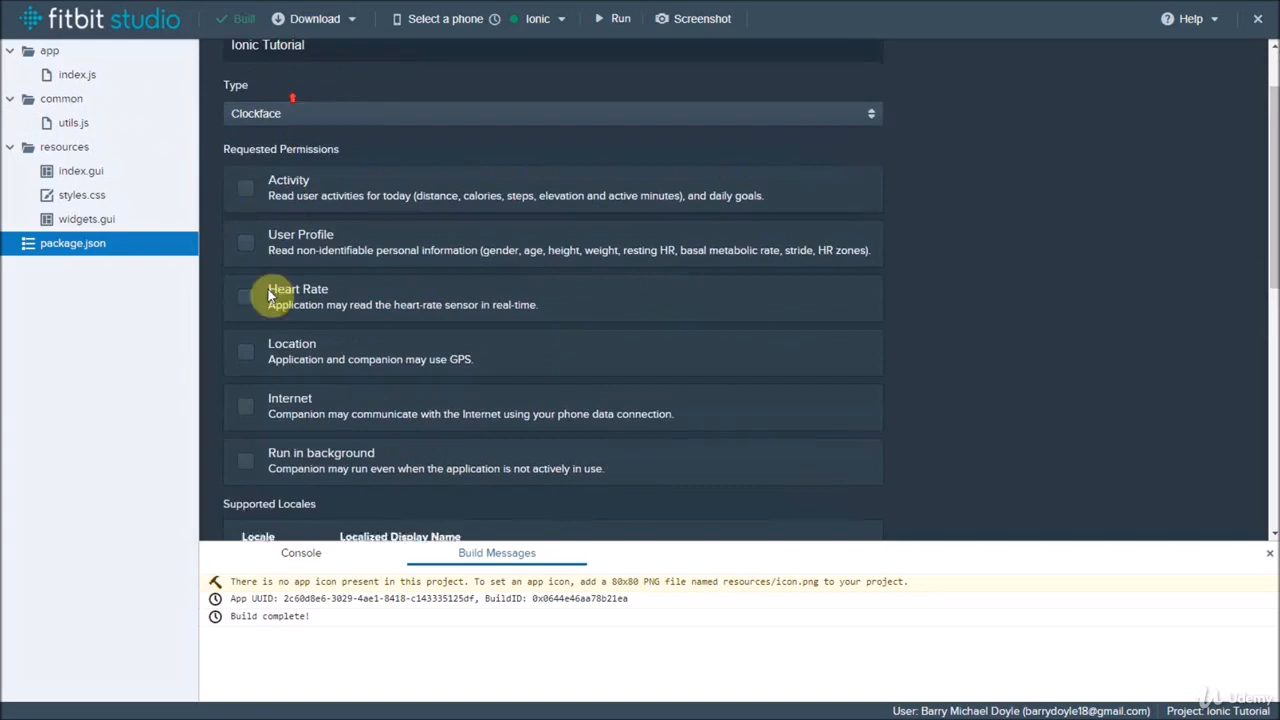 fitbit studio
Build
Download
Select a phone
Ionic
Run
Screenshot
Help
app
index.js
common
utils.js
resources
index.gui
styles.css
widgets.gui
package.json
Ionic Tutorial
Type
Clockface
Requested Permissions
Activity
Read user activities for today (distance, calories, steps, elevation and active minutes), and daily goals.
User Profile
Read non-identifiable personal information (gender, age, height, weight, resting HR, basal metabolic rate, stride, HR zones).
Heart Rate
Application may read the heart-rate sensor in real-time.
Location
Application and companion may use GPS.
Internet
Companion may communicate with the Internet using your phone data connection.
Run in background
Companion may run even when the application is not actively in use.
Supported Locales
Locale Localized Display Name
Console Build Messages
There is no app icon present in this project. To set an app icon, add a 80x80 PNG file named resources/icon.png to your project.
App UUID: 2c60d8e6-3029-4ae1-8418-c143335125df, BuildID: 0x0644e46aa78b21ea
Build complete!
Udemy
User: Barry Michael Doyle (barrydoyle18@gmail.com) Project: Ionic Tutorial